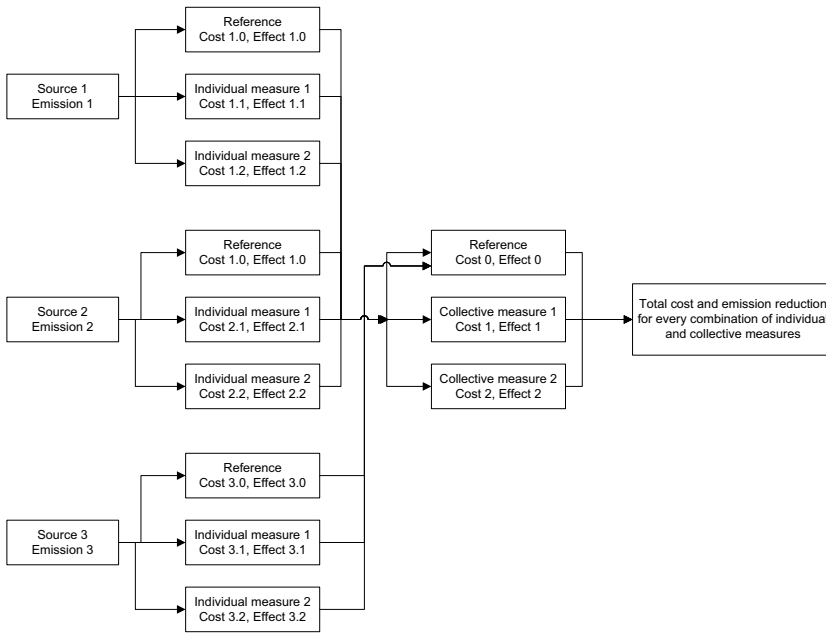 Reference
Cost 1.0, Effect 1.0
Source 1
Emission 1
Individual measure 1
Cost 1.1, Effect 1.1
Individual measure 2
Cost 1.2, Effect 1.2
Reference
Cost 1.0, Effect 1.0
Source 2
Emission 2
Individual measure 1
Cost 2.1, Effect 2.1
Individual measure 2
Cost 2.2, Effect 2.2
Reference
Cost 3.0, Effect 3.0
Source 3
Emission 3
Individual measure 1
Cost 3.1, Effect 3.1
Individual measure 2
Cost 3.2, Effect 3.2
Reference
Cost 0, Effect 0
Collective measure 1
Cost 1, Effect 1
Collective measure 2
Cost 2, Effect 2
Total cost and emission reduction
for every combination of individual
and collective measures